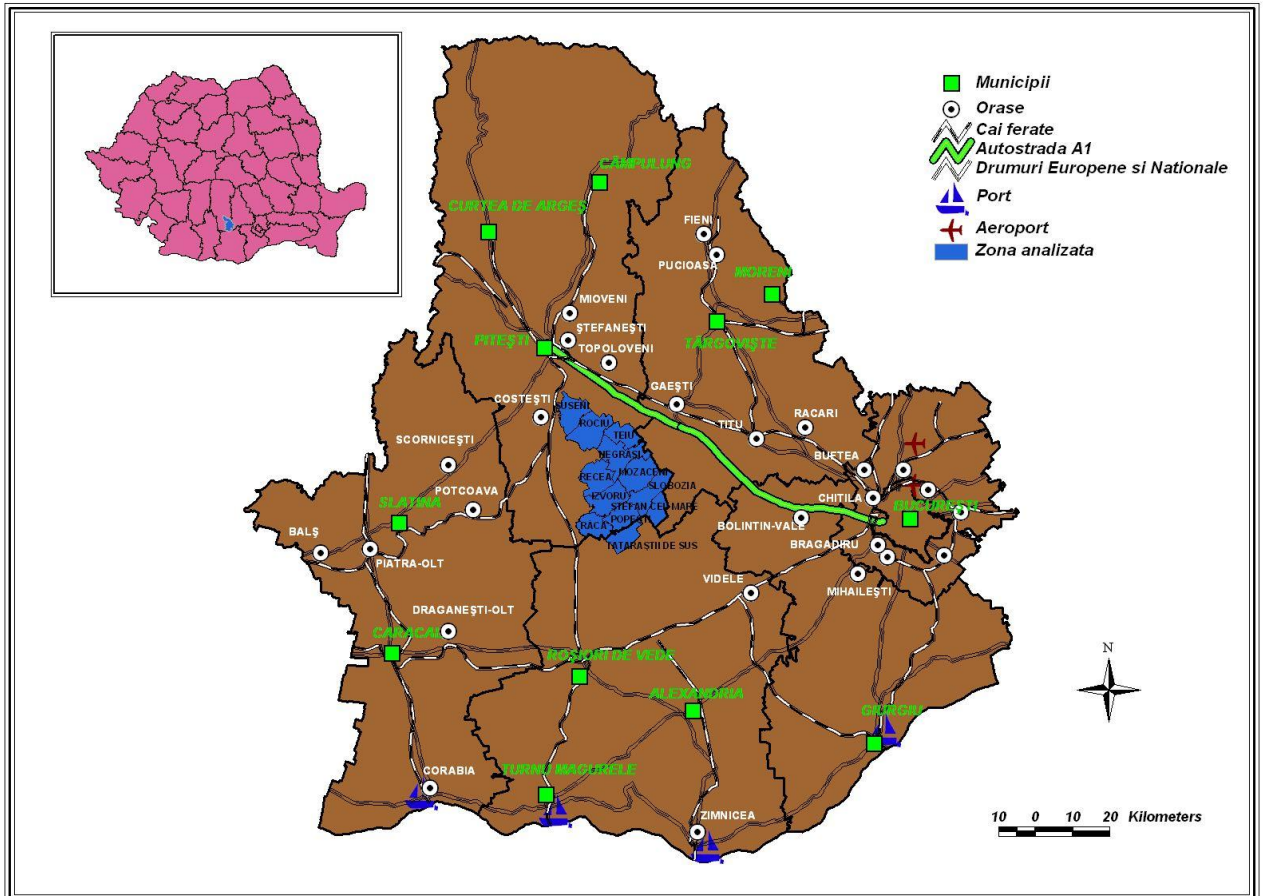 Municipii
Orase
Cai ferate
Autostrada A1
Drumuri Europene si Nationale
Port
Aeroport
Zona analizata
CÂMPULUNG
CURTEA DE ARGEŞ
FIENI
PUCIOASA
MORENI
MIOVENI
ŞTEFANEŞTI
PITEŞTI
TOPOLOVENI
TÂRGOVIŞTE
GAEŞTI
COSTEŞTI
SUSENI
ROCIU
TEIU
TITU
RACARI
SCORNICEŞTI
NEGRASI
BUFTEA
RECEA
MOZACENI
SLOBOZIA
POTCOAVA
IZVORU
CHITILA
SLATINA
ŞTEFAN CEL MARE
BUCUREŞTI
POPEŞTI
RÂCA
BOLINTIN-VALE
BALŞ
BRAGADIRU
TATARAŞTII DE SUS
PIATRA-OLT
VIDELE
MIHAILEŞTI
DRAGANEŞTI-OLT
CARACAL
ROŞIORI DE VEDE
N
ALEXANDRIA
GIURGIU
CORABIA
TURNU MAGURELE
ZIMNICEA
10 0 10 20 Kilometers